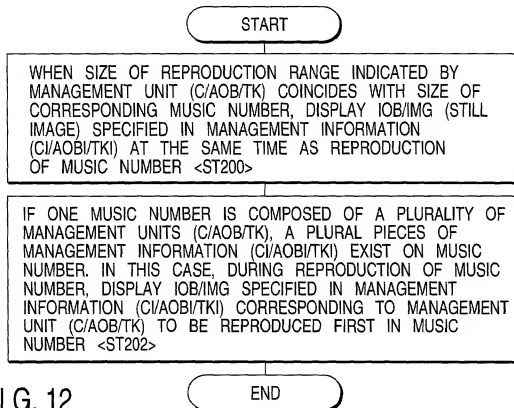 START
WHEN SIZE OF REPRODUCTION RANGE INDICATED BY
MANAGEMENT UNIT (C/AOB/TK) COINCIDES WITH SIZE OF
CORRESPONDING MUSIC NUMBER, DISPLAY IOB/IMG (STILL
IMAGE) SPECIFIED IN MANAGEMENT INFORMATION
(CI/AOBI/TKI) AT THE SAME TIME AS REPRODUCTION
OF MUSIC NUMBER <ST200>
IF ONE MUSIC NUMBER IS COMPOSED OF A PLURALITY OF
MANAGEMENT UNITS (C/AOB/TK), A PLURAL PIECES OF
MANAGEMENT INFORMATION (CI/AOBI/TKI) EXIST ON MUSIC
NUMBER. IN THIS CASE, DURING REPRODUCTION OF MUSIC
NUMBER, DISPLAY IOB/IMG SPECIFIED IN MANAGEMENT
INFORMATION (CI/AOBI/TKI) CORRESPONDING TO MANAGEMENT
UNIT (C/AOB/TK) TO BE REPRODUCED FIRST IN MUSIC
NUMBER <ST202>
END
G. 12